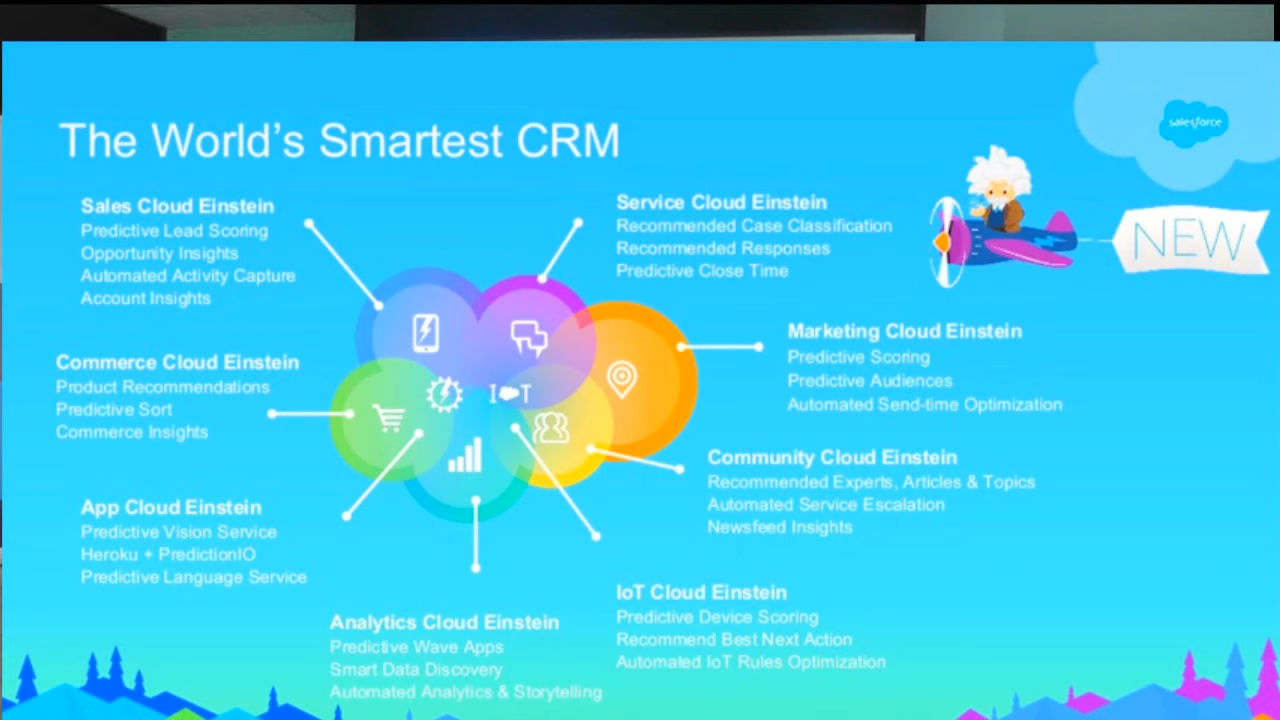 The World's Smartest CRM
salesforce
NEW
Sales Cloud Einstein
Predictive Lead Scoring
Opportunity Insights
Automated Activity Capture
Account Insights
Service Cloud Einstein
Recommended Case Classification
Recommended Responses
Predictive Close Time
Commerce Cloud Einstein
Product Recommendations
Predictive Sort
Commerce Insights
IoT
Marketing Cloud Einstein
Predictive Scoring
Predictive Audiences
Automated Send-time Optimization
Community Cloud Einstein
Recommended Experts, Articles & Topics
Automated Service Escalation
Newsfeed Insights
App Cloud Einstein
Predictive Vision Service
Heroku + PredictionIO
Predictive Language Service
Analytics Cloud Einstein
Predictive Wave Apps
Smart Data Discovery
Automated Analytics & Storytelling
IoT Cloud Einstein
Predictive Device Scoring
Recommend Best Next Action
Automated IoT Rules Optimization